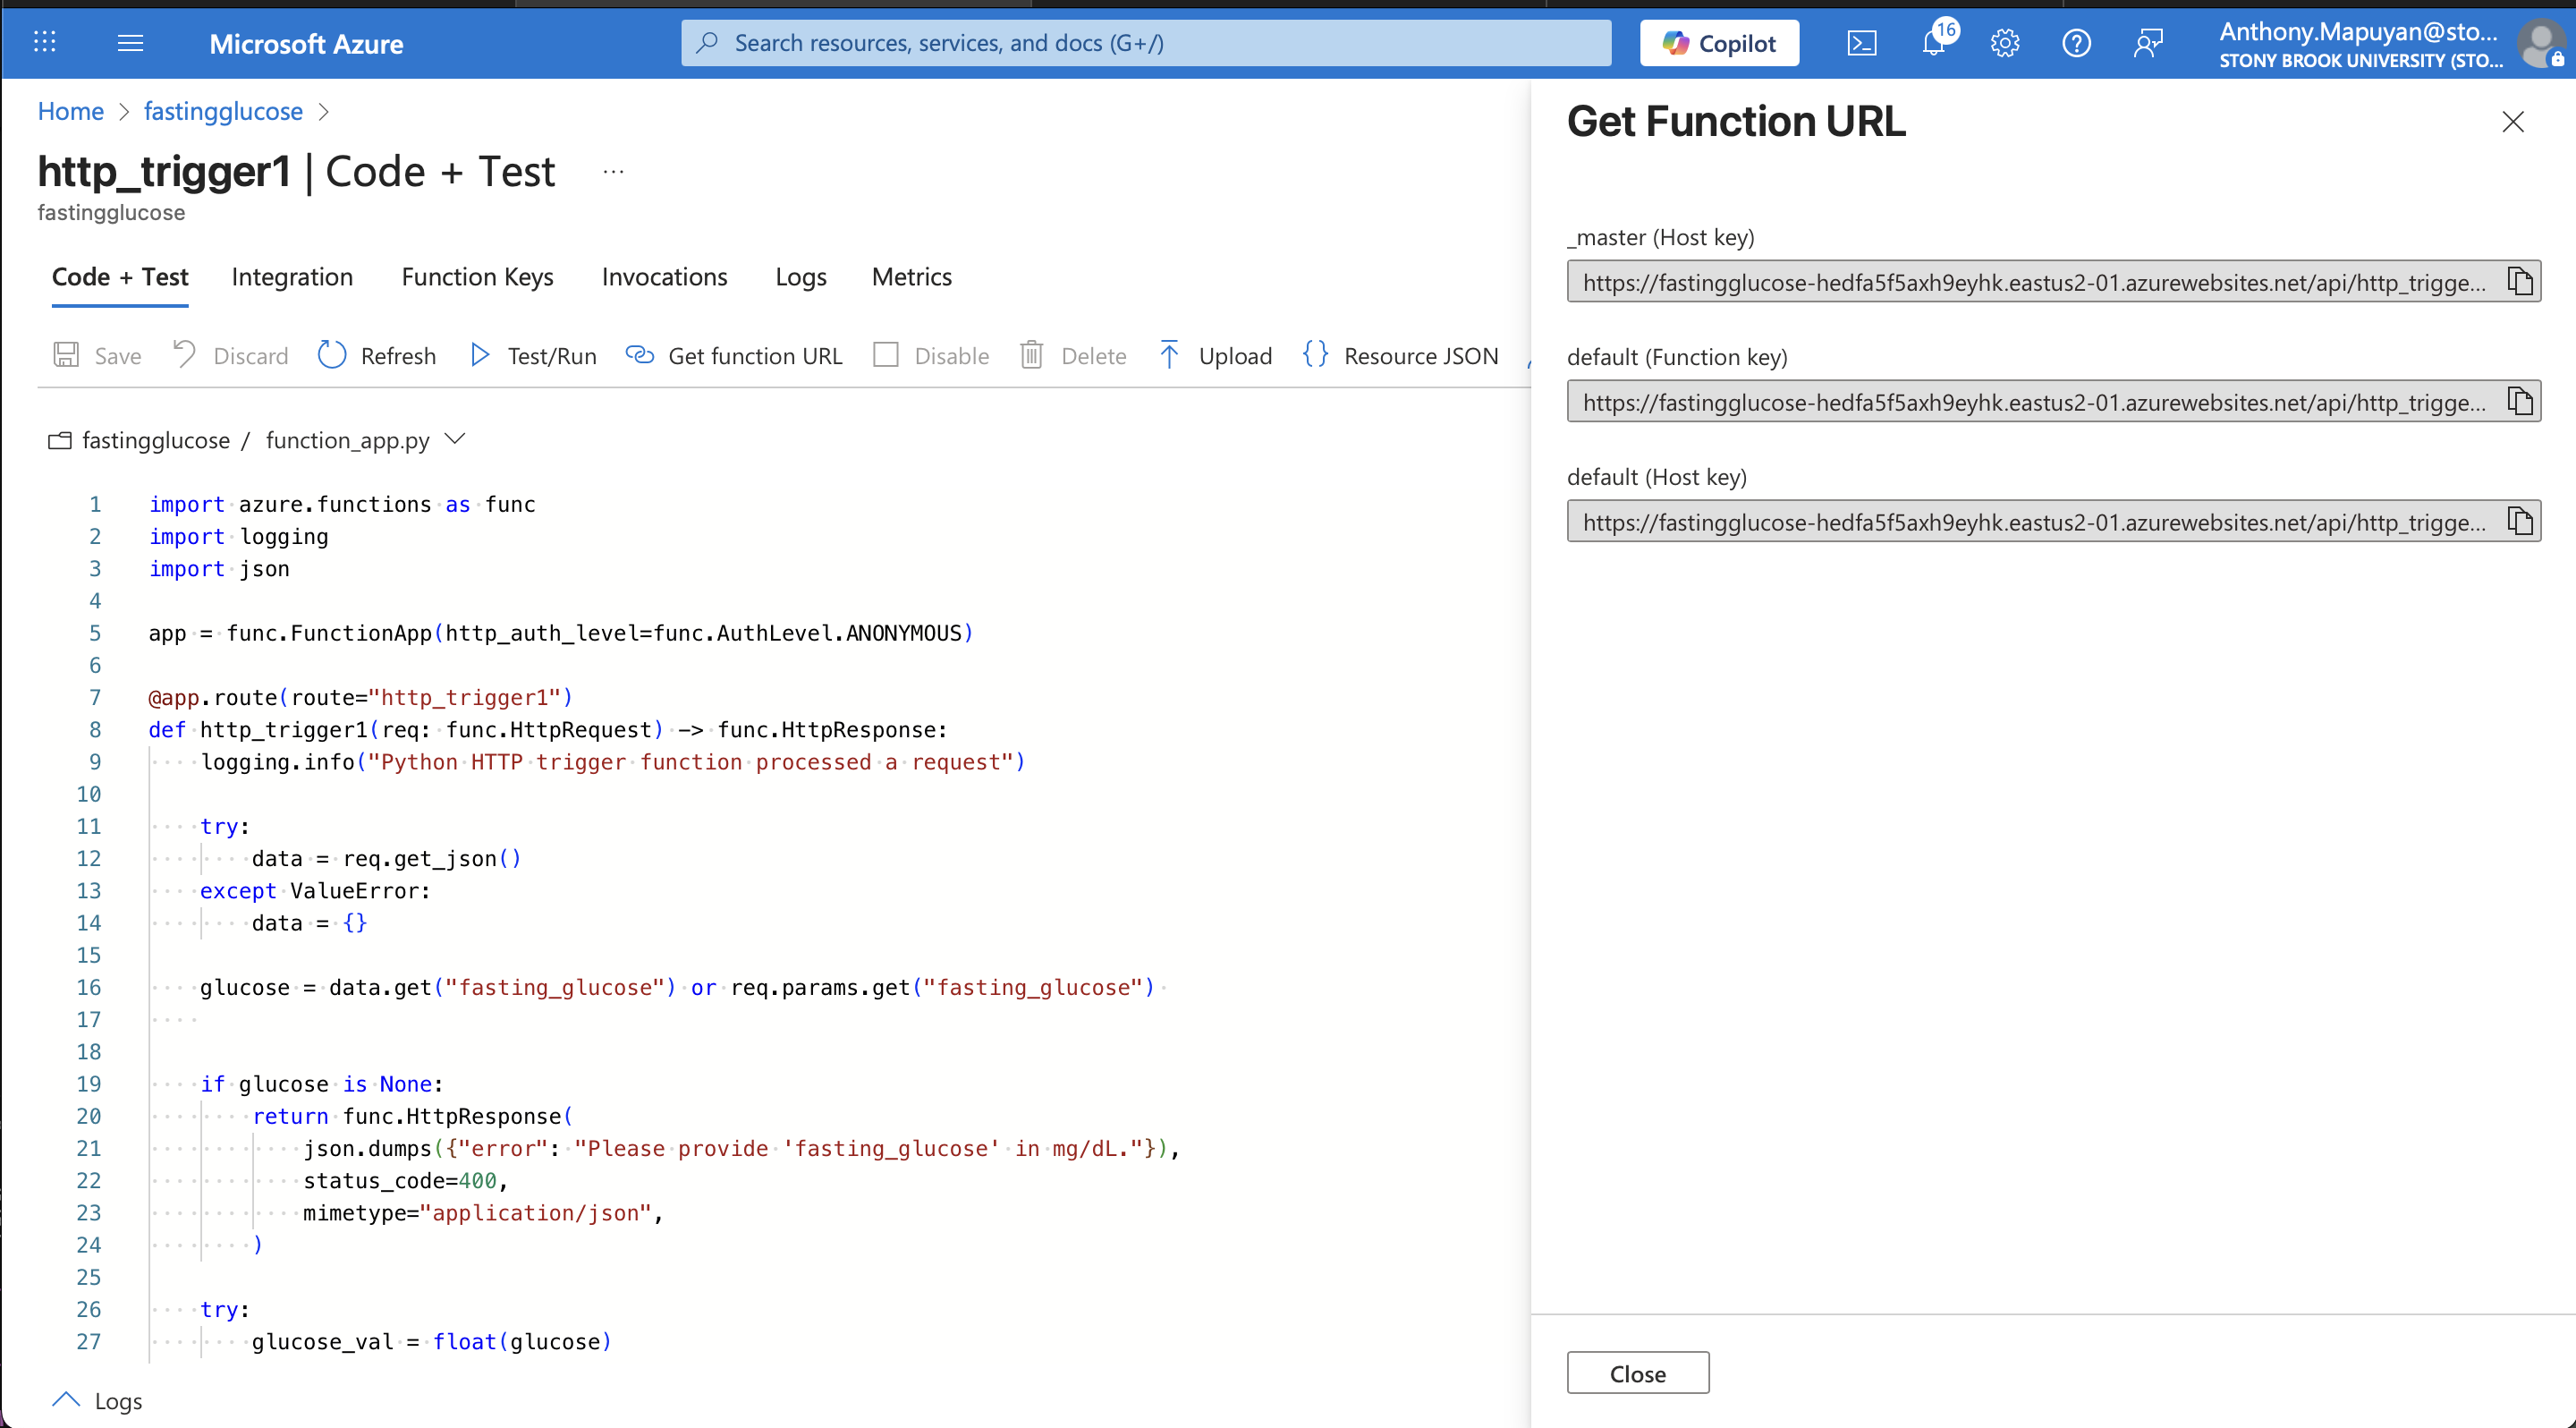 Microsoft Azure
Search resources, services, and docs (G+/)
Copilot
16
Anthony.Mapuyan@sto...
STONY BROOK UNIVERSITY (STO...
Home > fastingglucose >
http_trigger1 | Code + Test ...
fastingglucose
Code + Test Integration Function Keys Invocations Logs Metrics
Save Discard Refresh Test/Run Get function URL Disable Delete Upload {} Resource JSON
fastingglucose / function_app.py
1 import azure.functions as func
2 import logging
3 import json
4
5 app = func.FunctionApp(http_auth_level=func.AuthLevel.ANONYMOUS)
6
7 @app.route(route="http_trigger1")
8 def http_trigger1(req: func.HttpRequest) -> func.HttpResponse:
9     logging.info("Python HTTP trigger function processed a request")
10
11     try:
12         data = req.get_json()
13     except ValueError:
14         data = {}
15
16     glucose = data.get("fasting_glucose") or req.params.get("fasting_glucose")
17
18
19     if glucose is None:
20         return func.HttpResponse(
21             json.dumps({"error": "Please provide 'fasting_glucose' in mg/dL."}),
22             status_code=400,
23             mimetype="application/json",
24         )
25
26     try:
27         glucose_val = float(glucose)
Logs
Get Function URL
_master (Host key)
https://fastingglucose-hedfa5f5axh9eyhk.eastus2-01.azurewebsites.net/api/http_trigge...
default (Function key)
https://fastingglucose-hedfa5f5axh9eyhk.eastus2-01.azurewebsites.net/api/http_trigge...
default (Host key)
https://fastingglucose-hedfa5f5axh9eyhk.eastus2-01.azurewebsites.net/api/http_trigge...
Close